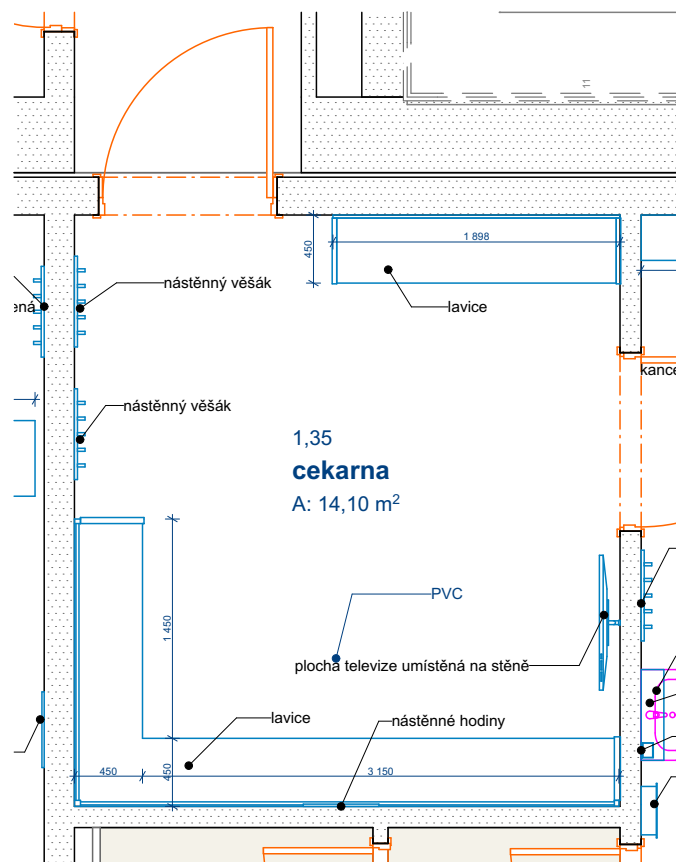 11
1 898
450
nástěnný věšák
ená
lavice
kance
nástěnný věšák
1,35
cekarna
A: 14,10 m²
1 450
PVC
plochá televize umístěná na stěně
lavice
nástěnné hodiny
450
450
3 150